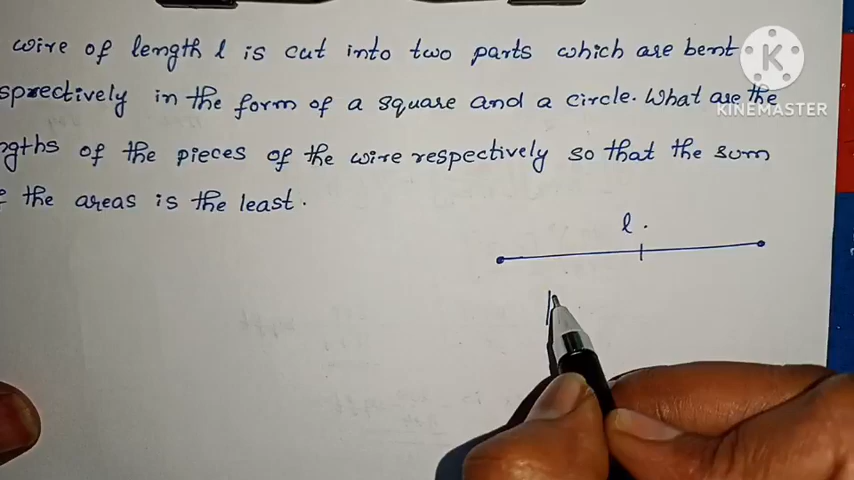 wire of length l is cut into two parts which are bent
sprectively in the form of a square and a circle. What are the
ngths of the pieces of the wire respectively so that the sum
f the areas is the least.
l.
K
KINEMASTER